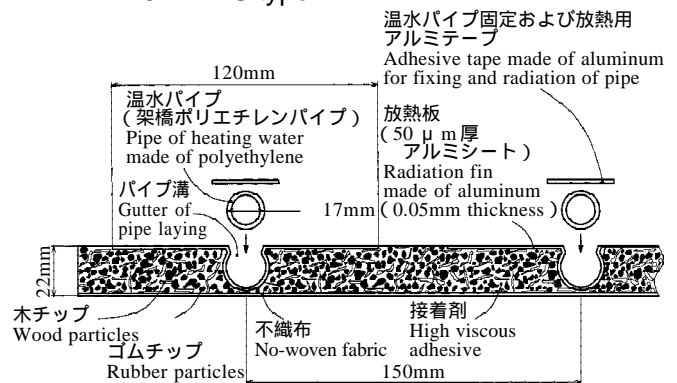 温水パイプ固定および放熱用
アルミテープ
Adhesive tape made of aluminum
for fixing and radiation of pipe
120mm
温水パイプ
(架橋ポリエチレンパイプ)
Pipe of heating water
made of polyethylene
放熱板
(50 μm厚
アルミシート)
Radiation fin
made of aluminum
(0.05mm thickness)
パイプ溝
Gutter of
pipe laying
17mm
22mm
木チップ
Wood particles
ゴムチップ
Rubber particles
不織布
No-woven fabric
接着剤
High viscous
adhesive
150mm